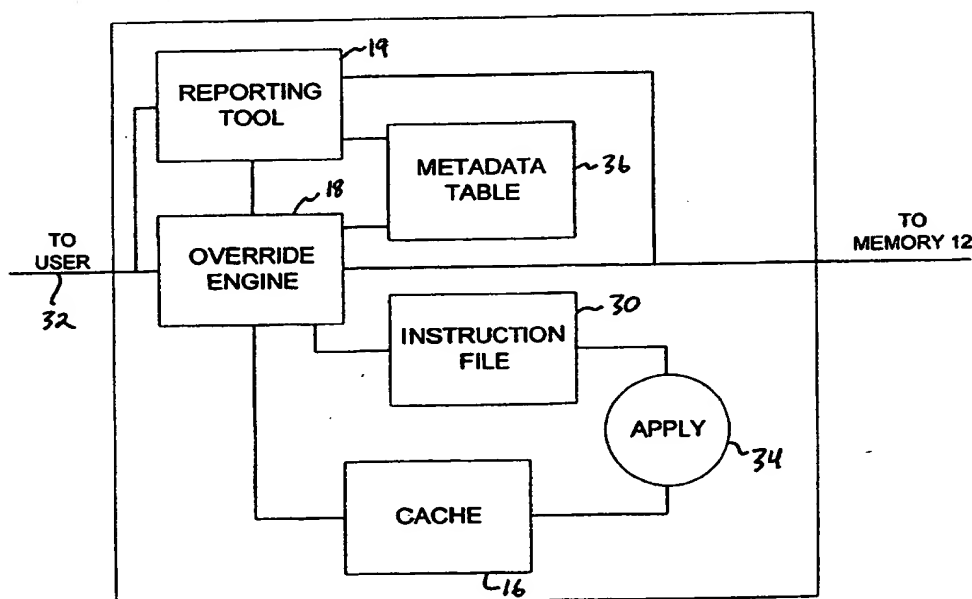 19
REPORTING
TOOL
METADATA
TABLE
36
18
TO
USER
32
OVERRIDE
ENGINE
TO
MEMORY 12
30
INSTRUCTION
FILE
APPLY
34
CACHE
16